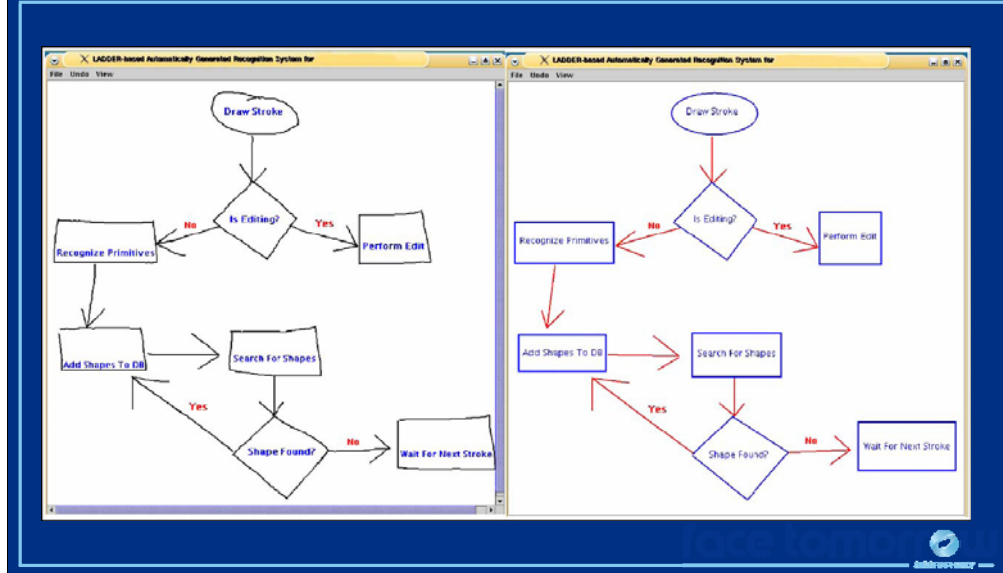 X LADDER-based Automatically Generated Recognition System for
File Undo View
Draw Stroke
Is Editing?
No
Yes
Recognize Primitives
Perform Edit
Add Shapes To DB
Search For Shapes
Yes
Shape Found?
No
Wait For Next Stroke
X LADDER-based Automatically Generated Recognition System for
File Undo View
Draw Stroke
Is Editing?
No
Yes
Recognize Primitives
Perform Edit
Add Shapes To DB
Search For Shapes
Yes
Shape Found?
No
Wait For Next Stroke
face tomorrow